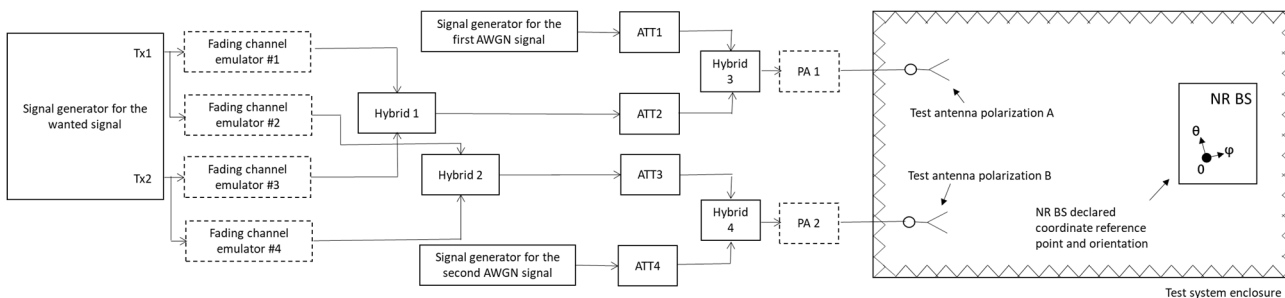 Signal generator for the
wanted signal
Tx1
Tx2
Fading channel
emulator #1
Fading channel
emulator #2
Fading channel
emulator #3
Fading channel
emulator #4
Hybrid 1
Hybrid 2
Signal generator for the
first AWGN signal
Signal generator for the
second AWGN signal
ATT1
ATT2
ATT3
ATT4
Hybrid
3
Hybrid
4
PA 1
PA 2
Test antenna polarization A
Test antenna polarization B
NR BS
θ
φ
0
NR BS declared
coordinate reference
point and orientation
Test system enclosure